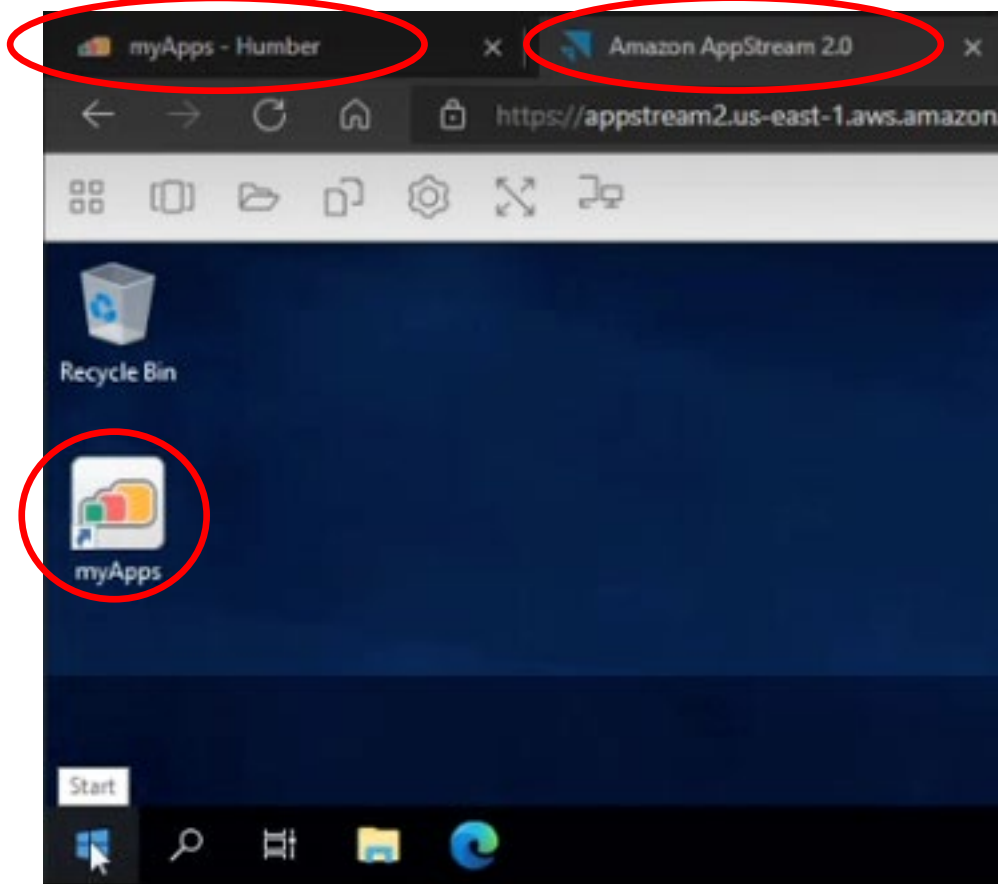 myApps - Humber
Amazon AppStream 2.0
https://appstream2.us-east-1.aws.amazon.
Recycle Bin
myApps
Start